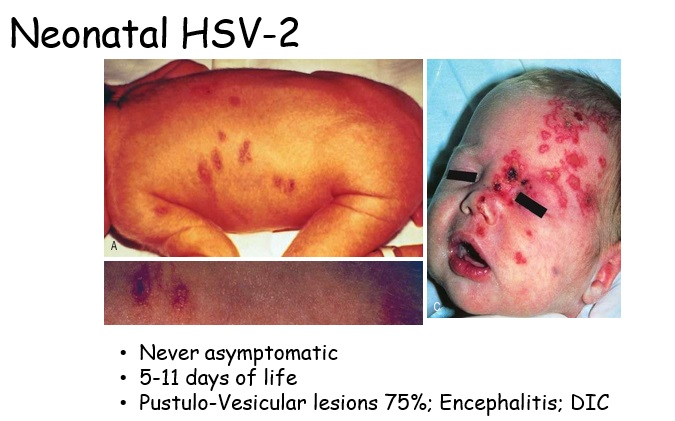 Neonatal HSV-2
A
C
• Never asymptomatic
• 5-11 days of life
• Pustulo-Vesicular lesions 75%; Encephalitis; DIC